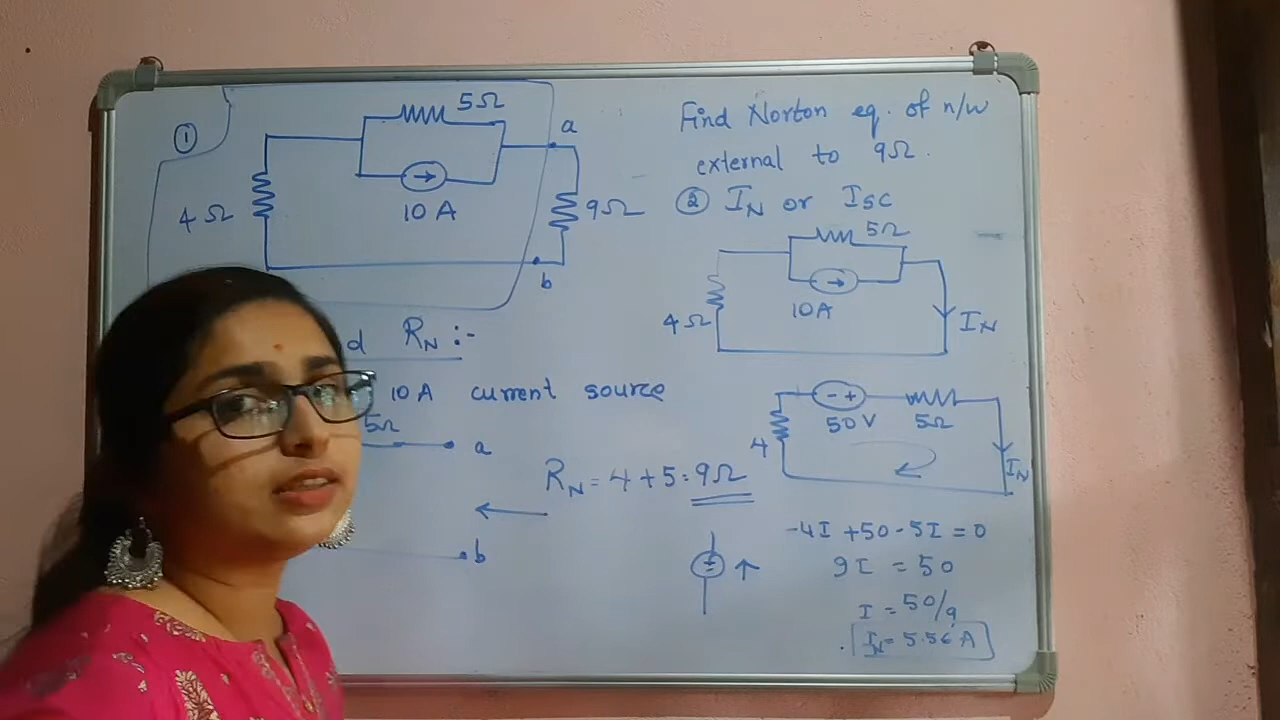 ①
5Ω
a
10 A
4 Ω
9Ω
b
d RN :-
10 A current source
5Ω
a
RN = 4 + 5 = 9Ω
b
Find Norton eq. of n/w
external to 9Ω.
② IN or ISC
5Ω
10A
4 Ω
IN
- +
50 V
5Ω
4
IN
-4I + 50 - 5I = 0
9I = 50
I = 50/9
IN = 5.56 A